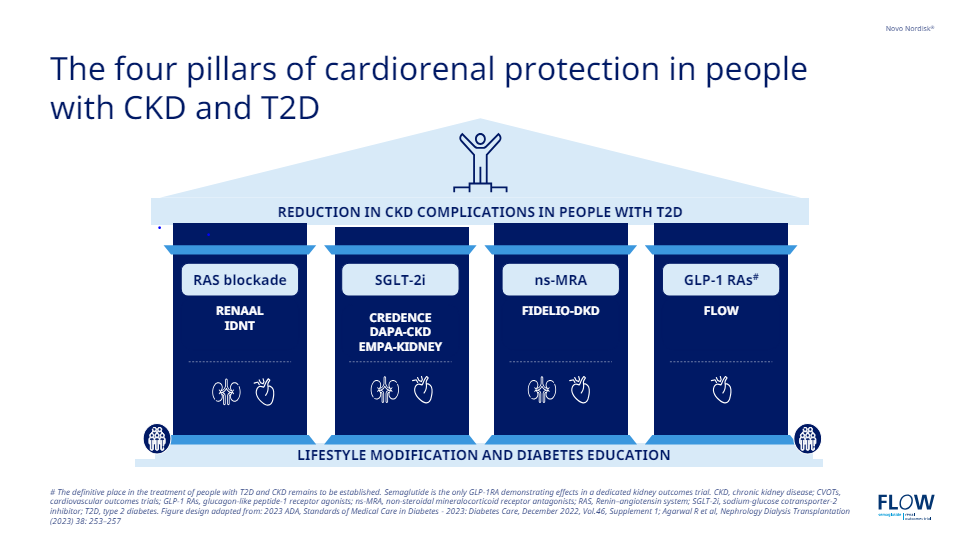 Novo Nordisk®
The four pillars of cardiorenal protection in people
with CKD and T2D
REDUCTION IN CKD COMPLICATIONS IN PEOPLE WITH T2D
RAS blockade
RENAAL
IDNT
SGLT-2i
CREDENCE
DAPA-CKD
EMPA-KIDNEY
ns-MRA
FIDELIO-DKD
GLP-1 RAs#
FLOW
LIFESTYLE MODIFICATION AND DIABETES EDUCATION
# The definitive place in the treatment of people with T2D and CKD remains to be established. Semaglutide is the only GLP-1RA demonstrating effects in a dedicated kidney outcomes trial. CKD, chronic kidney disease; CVOTs,
cardiovascular outcomes trials; GLP-1 RAs, glucagon-like peptide-1 receptor agonists; ns-MRA, non-steroidal mineralocorticoid receptor antagonists; RAS, Renin–angiotensin system; SGLT-2i, sodium-glucose cotransporter-2
inhibitor; T2D, type 2 diabetes. Figure design adapted from: 2023 ADA, Standards of Medical Care in Diabetes - 2023: Diabetes Care, December 2022, Vol.46, Supplement 1; Agarwal R et al, Nephrology Dialysis Transplantation
(2023) 38: 253–257
FLOW
outcomes trial